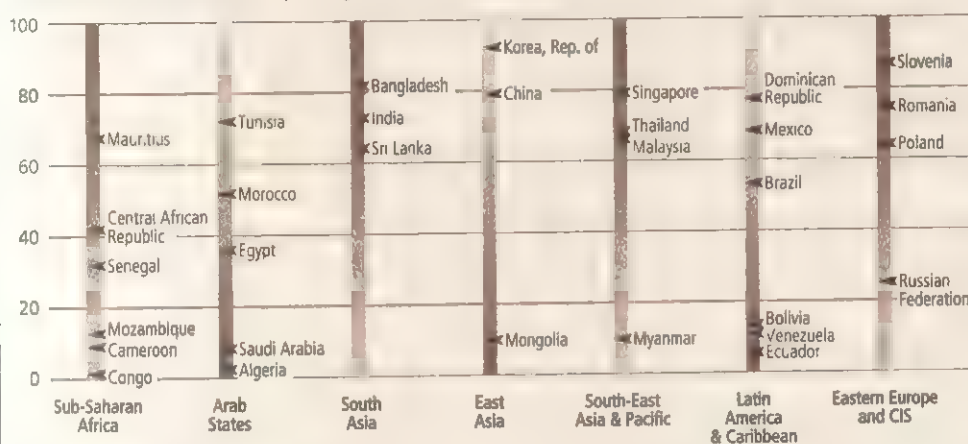 100
80
60
40
20
0
Mauritius
Central African
Republic
Senegal
Mozambique
Cameroon
Congo
Tunisia
Morocco
Egypt
Saudi Arabia
Algeria
Bangladesh
India
Sri Lanka
Korea, Rep. of
China
Mongolia
Singapore
Thailand
Malaysia
Myanmar
Dominican
Republic
Mexico
Brazil
Bolivia
Venezuela
Ecuador
Slovenia
Romania
Poland
Russian
Federation
Sub-Saharan
Africa
Arab
States
South
Asia
East
Asia
South-East
Asia & Pacific
Latin
America
& Caribbean
Eastern Europe
and CIS